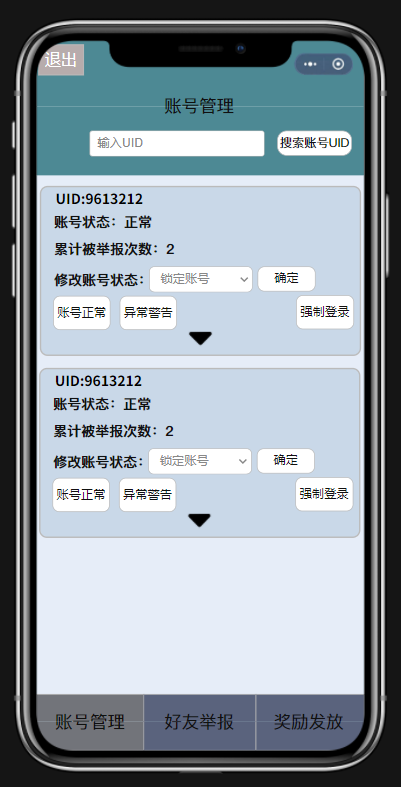 退出
账号管理
输入UID 搜索账号UID
UID:9613212
账号状态：正常
累计被举报次数：2
修改账号状态： 锁定账号 确定
账号正常 异常警告 强制登录
UID:9613212
账号状态：正常
累计被举报次数：2
修改账号状态： 锁定账号 确定
账号正常 异常警告 强制登录
账号管理 好友举报 奖励发放